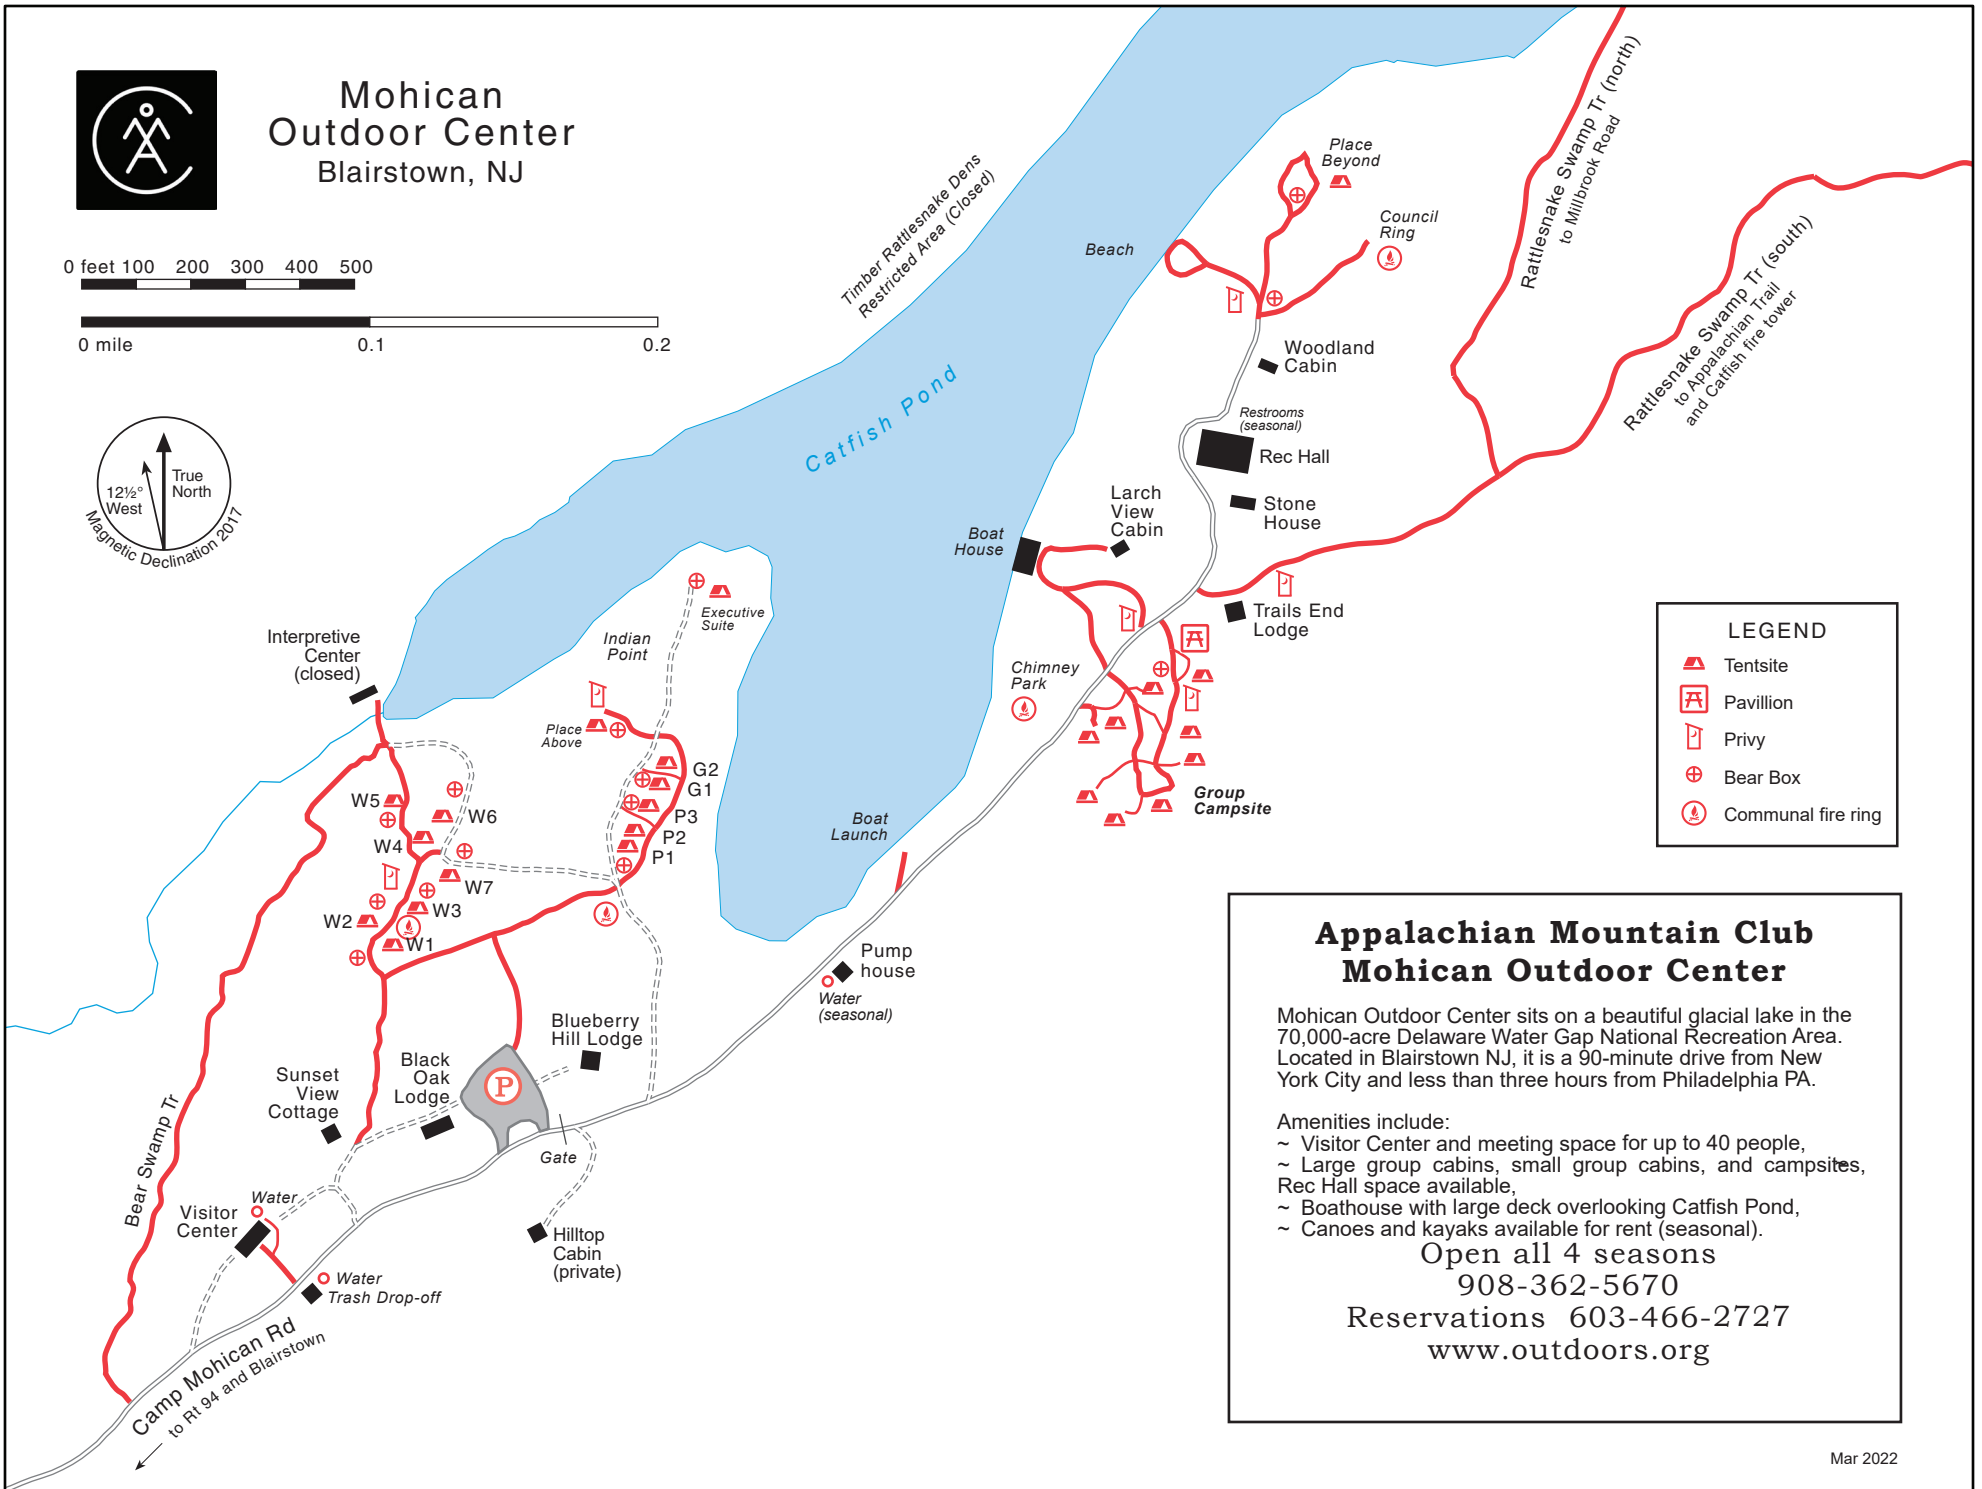 Mohican
Outdoor Center
Blairstown, NJ
0 feet 100 200 300 400 500
0 mile 0.1 0.2
True
North
12½°
West
Magnetic Declination 2017
Timber Rattlesnake Dens
Restricted Area (Closed)
Catfish Pond
Beach
Place
Beyond
Council
Ring
Rattlesnake Swamp Tr (north)
to Millbrook Road
Rattlesnake Swamp Tr (south)
to Appalachian Trail
and Catfish fire tower
Woodland
Cabin
Restrooms
(seasonal)
Rec Hall
Stone
House
Larch
View
Cabin
Boat
House
Trails End
Lodge
Chimney
Park
Group
Campsite
Boat
Launch
Pump
house
Water
(seasonal)
Executive
Suite
Indian
Point
Place
Above
G2
G1
P3
P2
P1
Interpretive
Center
(closed)
W5
W6
W4
W7
W3
W2
W1
Blueberry
Hill Lodge
Black
Oak
Lodge
P
Sunset
View
Cottage
Gate
Hilltop
Cabin
(private)
Bear Swamp Tr
Water
Visitor
Center
Water
Trash Drop-off
Camp Mohican Rd
to Rt 94 and Blairstown
LEGEND
Tentsite
Pavillion
Privy
Bear Box
Communal fire ring
Appalachian Mountain Club
Mohican Outdoor Center
Mohican Outdoor Center sits on a beautiful glacial lake in the
70,000-acre Delaware Water Gap National Recreation Area.
Located in Blairstown NJ, it is a 90-minute drive from New
York City and less than three hours from Philadelphia PA.
Amenities include:
~ Visitor Center and meeting space for up to 40 people,
~ Large group cabins, small group cabins, and campsites, ~
Rec Hall space available,
~ Boathouse with large deck overlooking Catfish Pond,
~ Canoes and kayaks available for rent (seasonal).
Open all 4 seasons
908-362-5670
Reservations 603-466-2727
www.outdoors.org
Mar 2022